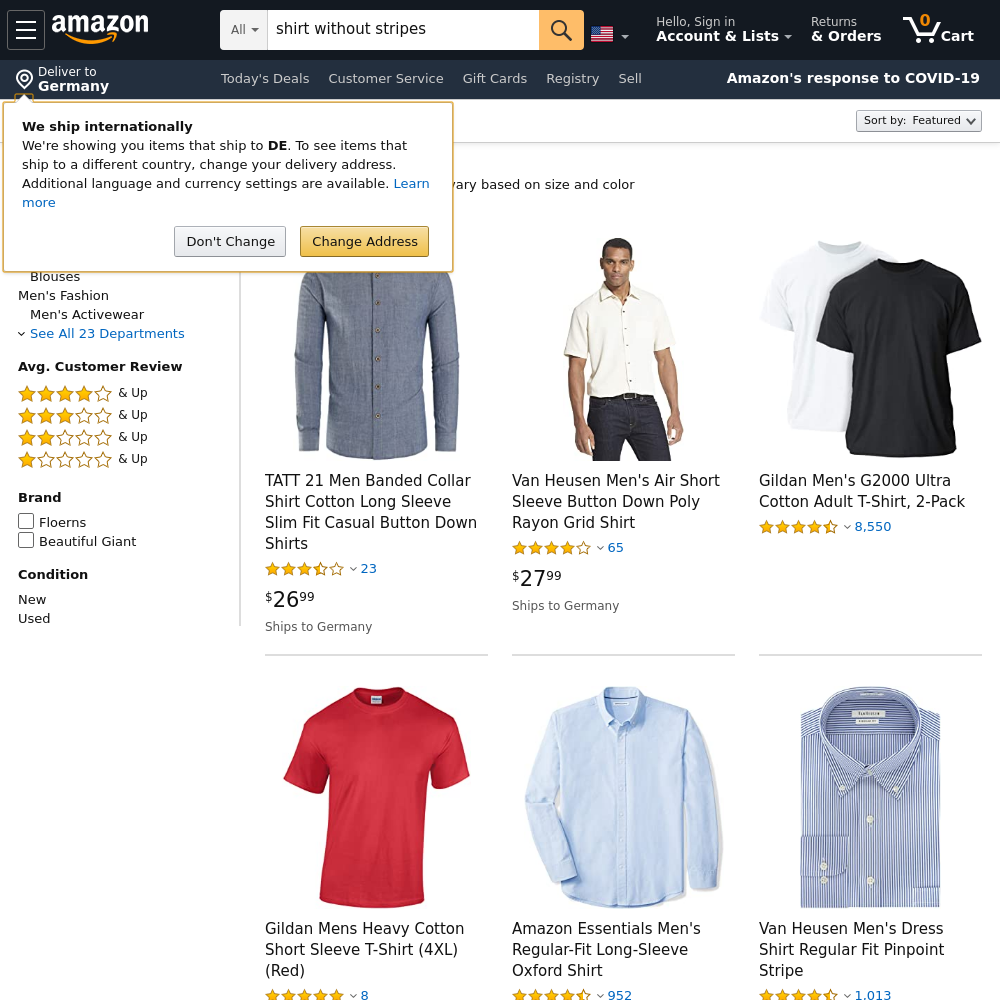 amazon
All
shirt without stripes
Hello, Sign in
Account & Lists
Returns
& Orders
0
Cart
Deliver to
Germany
Today's Deals
Customer Service
Gift Cards
Registry
Sell
Amazon's response to COVID-19
Sort by: Featured
We ship internationally
We're showing you items that ship to DE. To see items that
ship to a different country, change your delivery address.
Additional language and currency settings are available. Learn
more
Don't Change
Change Address
vary based on size and color
Blouses
Men's Fashion
Men's Activewear
See All 23 Departments
Avg. Customer Review
& Up
& Up
& Up
& Up
Brand
Floerns
Beautiful Giant
Condition
New
Used
TATT 21 Men Banded Collar
Shirt Cotton Long Sleeve
Slim Fit Casual Button Down
Shirts
23
$2699
Ships to Germany
Van Heusen Men's Air Short
Sleeve Button Down Poly
Rayon Grid Shirt
65
$2799
Ships to Germany
Gildan Men's G2000 Ultra
Cotton Adult T-Shirt, 2-Pack
8,550
Gildan Mens Heavy Cotton
Short Sleeve T-Shirt (4XL)
(Red)
8
Amazon Essentials Men's
Regular-Fit Long-Sleeve
Oxford Shirt
952
Van Heusen Men's Dress
Shirt Regular Fit Pinpoint
Stripe
1,013